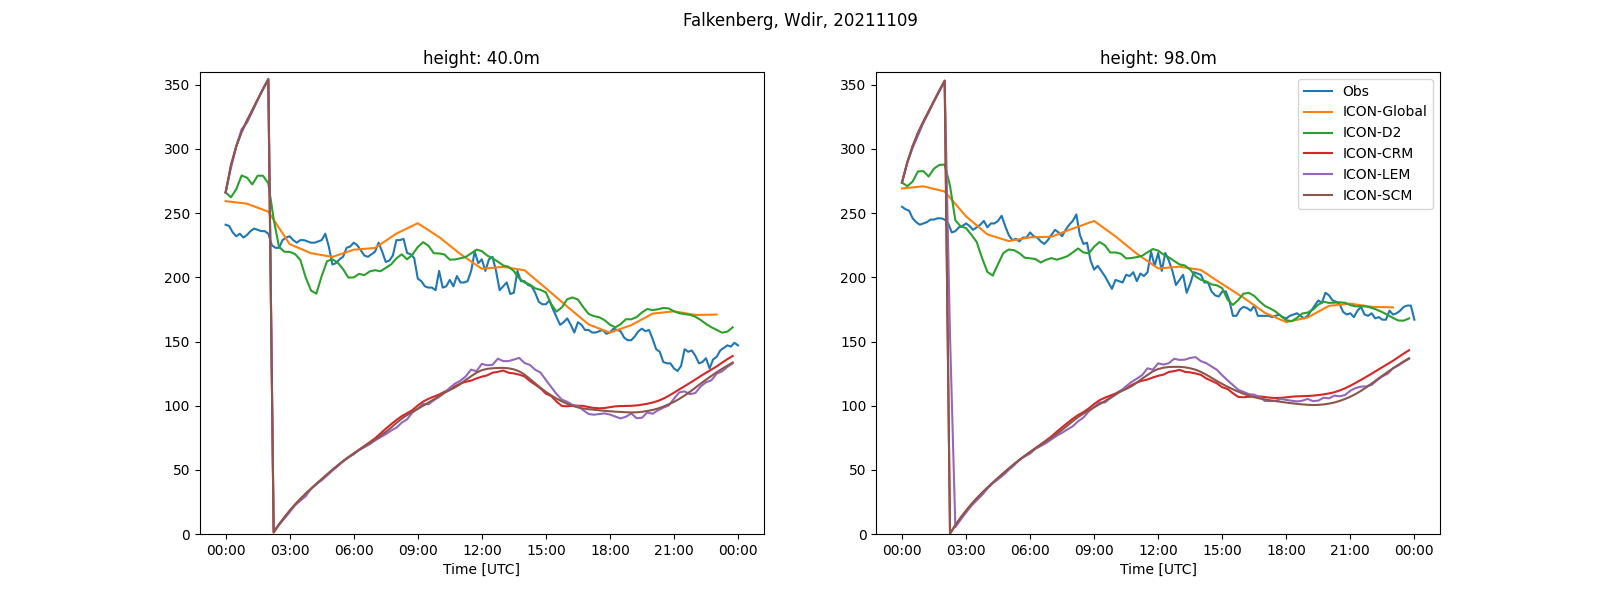 Falkenberg, Wdir, 20211109
height: 40.0m
350
300
250
200
150
100
50
0
00:00 03:00 06:00 09:00 12:00 15:00 18:00 21:00 00:00
Time [UTC]
height: 98.0m
350
300
250
200
150
100
50
0
Obs
ICON-Global
ICON-D2
ICON-CRM
ICON-LEM
ICON-SCM
00:00 03:00 06:00 09:00 12:00 15:00 18:00 21:00 00:00
Time [UTC]